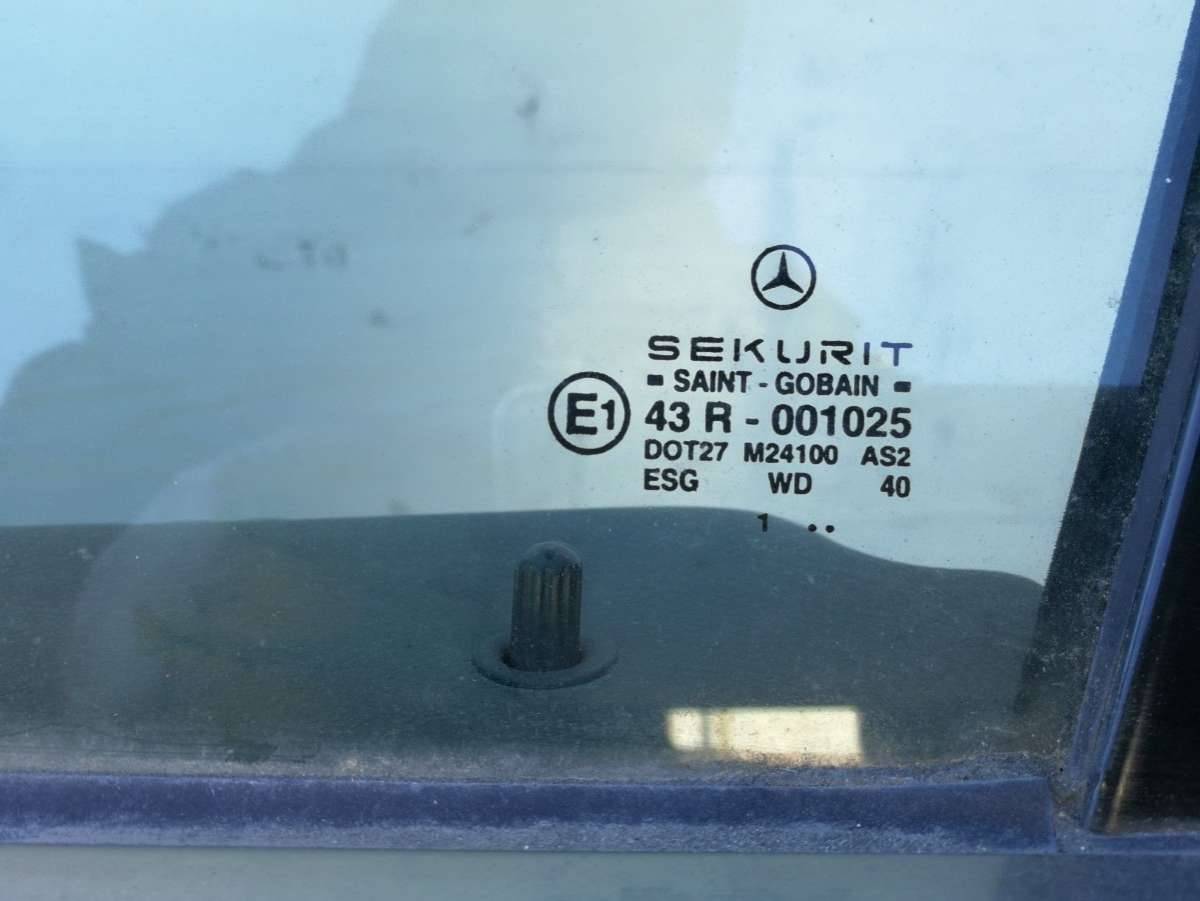 SEKURIT
- SAINT - GOBAIN -
E1
43 R - 001025
DOT27 M24100 AS2
ESG WD 40
1 ..